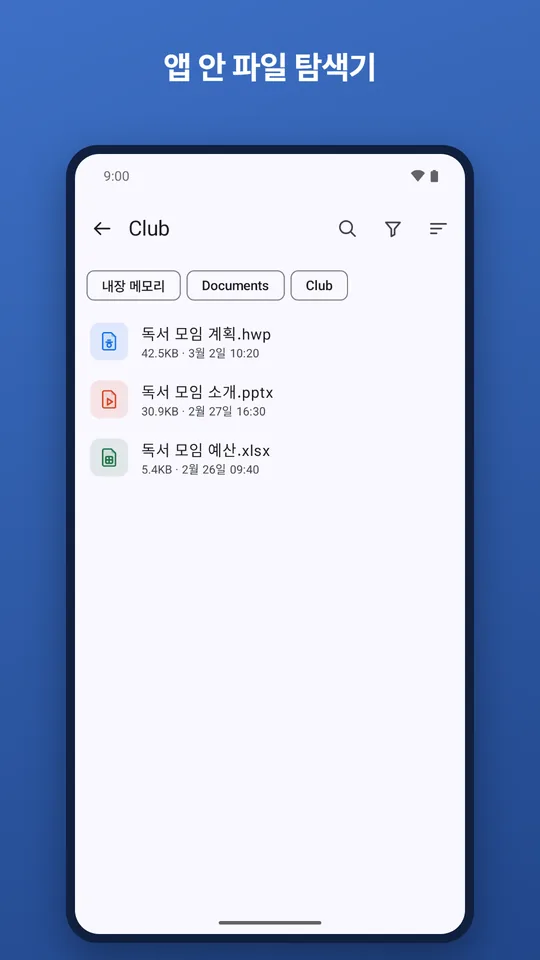 앱 안 파일 탐색기
9:00
Club
내장 메모리 Documents Club
독서 모임 계획.hwp
42.5KB · 3월 2일 10:20
독서 모임 소개.pptx
30.9KB · 2월 27일 16:30
독서 모임 예산.xlsx
5.4KB · 2월 26일 09:40